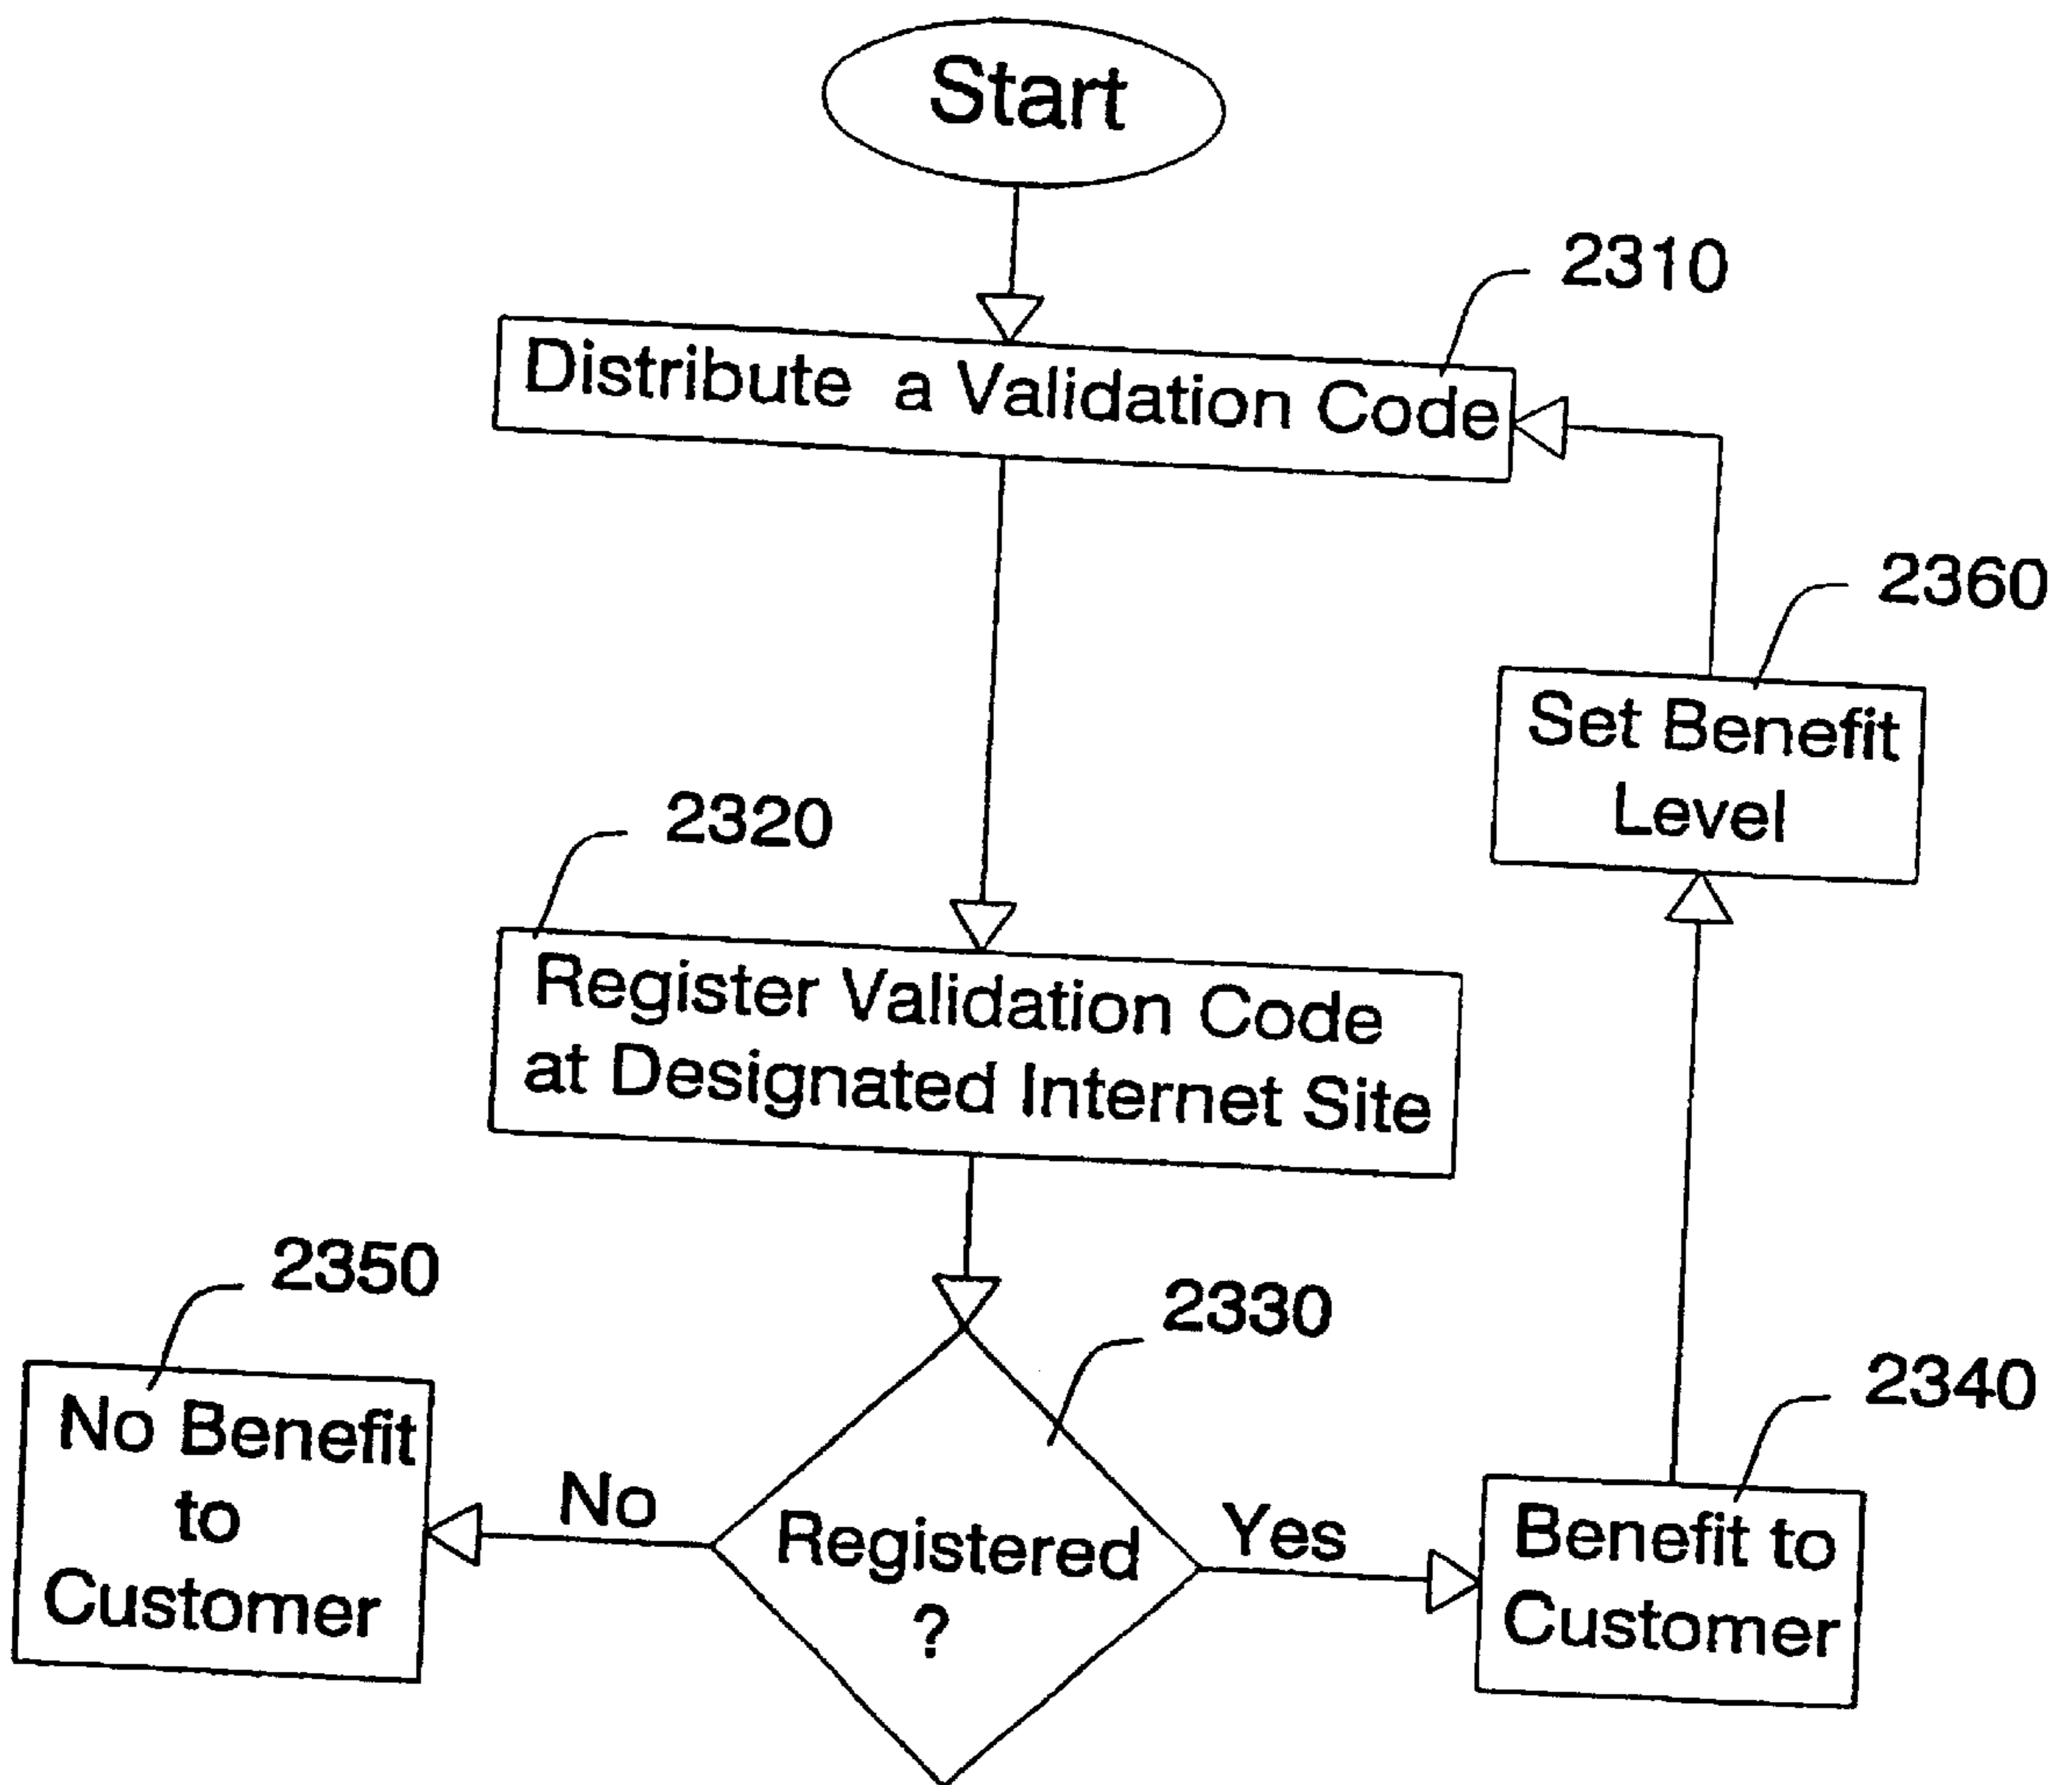 Start
2310
Distribute a Validation Code
2360
Set Benefit
Level
2320
Register Validation Code
at Designated Internet Site
2350
2330
2340
No Benefit
to
Customer
No
Registered
?
Yes
Benefit to
Customer